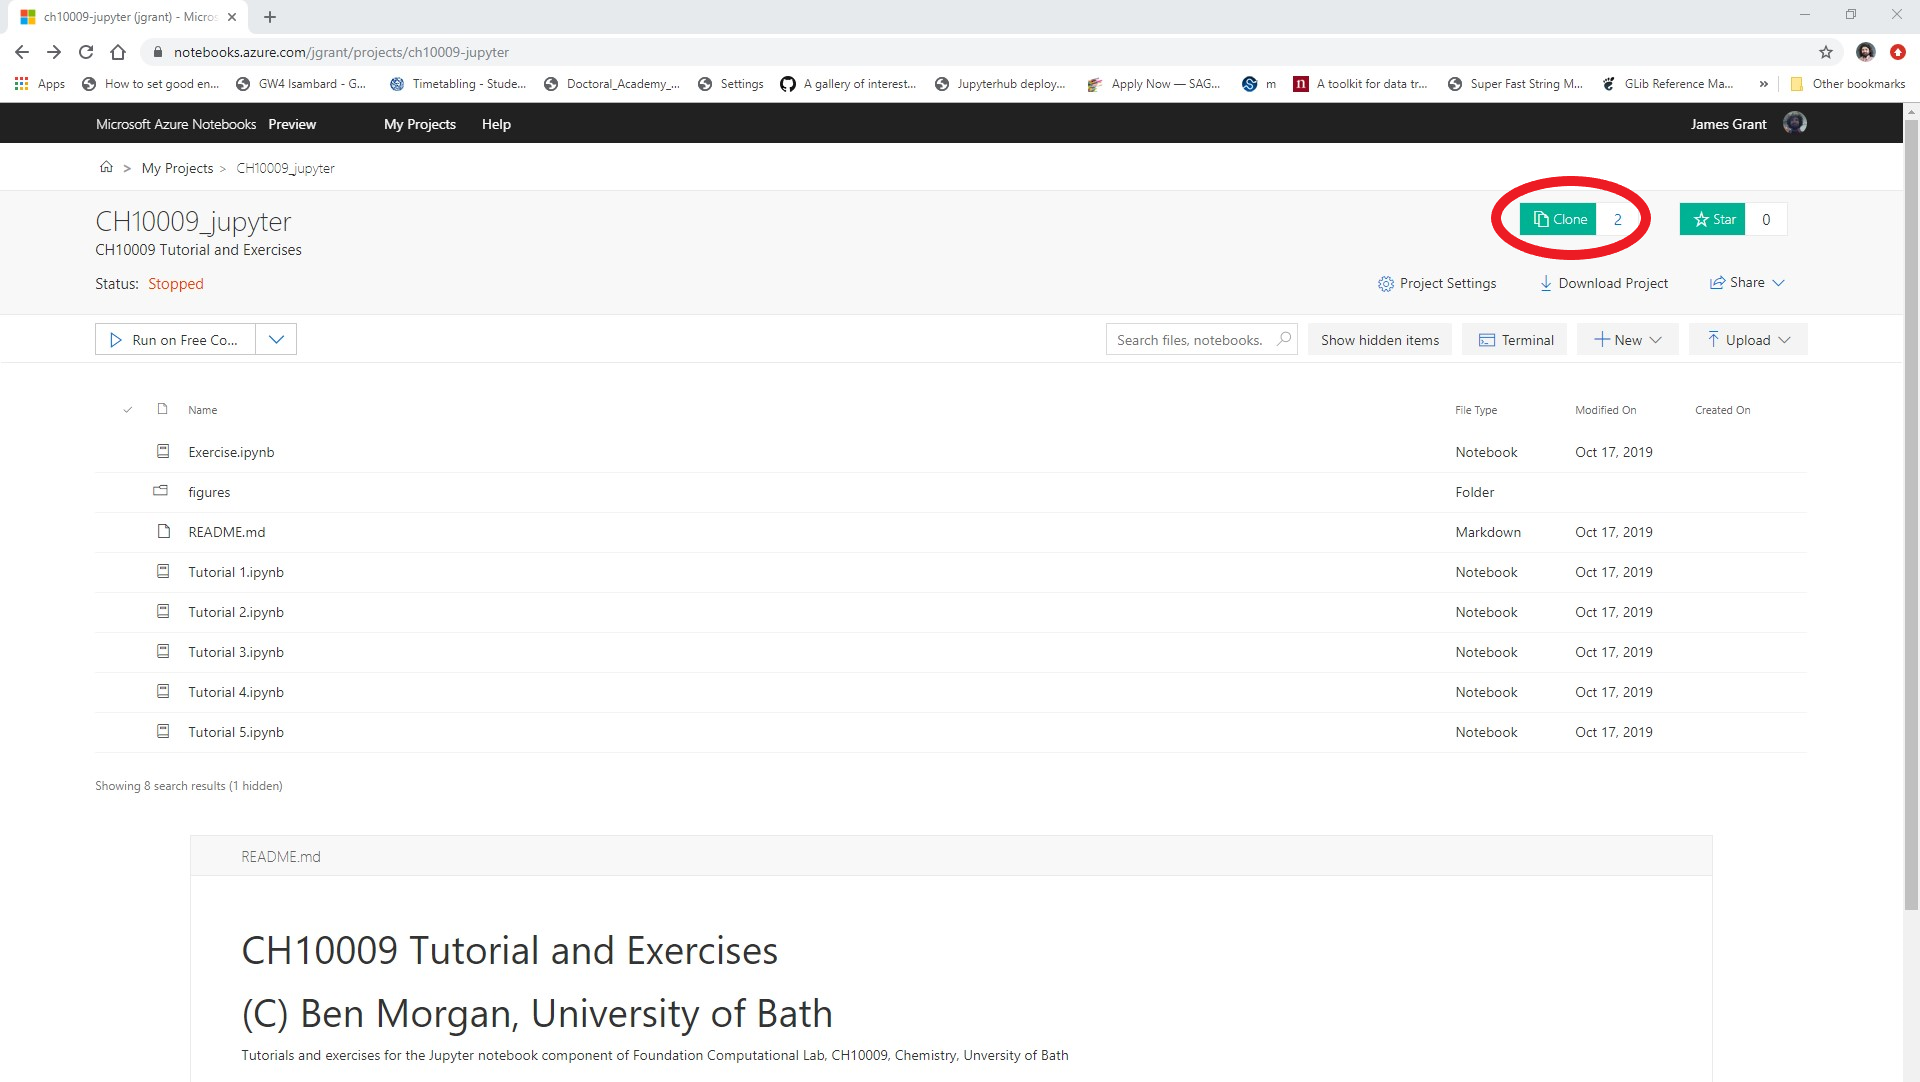 ch10009-jupyter (jgrant) - Micros
notebooks.azure.com/jgrant/projects/ch10009-jupyter
Apps How to set good en... GW4 Isambard - G... Timetabling - Stude... Doctoral_Academy_... Settings A gallery of interest... Jupyterhub deploy... Apply Now — SAG... m A toolkit for data tr... Super Fast String M... GLib Reference Ma... » Other bookmarks
Microsoft Azure Notebooks Preview My Projects Help James Grant
> My Projects > CH10009_jupyter
CH10009_jupyter
Clone 2 Star 0
CH10009 Tutorial and Exercises
Status: Stopped
Project Settings Download Project Share
Run on Free Co... Search files, notebooks. Show hidden items Terminal New Upload
Name File Type Modified On Created On
Exercise.ipynb Notebook Oct 17, 2019
figures Folder
README.md Markdown Oct 17, 2019
Tutorial 1.ipynb Notebook Oct 17, 2019
Tutorial 2.ipynb Notebook Oct 17, 2019
Tutorial 3.ipynb Notebook Oct 17, 2019
Tutorial 4.ipynb Notebook Oct 17, 2019
Tutorial 5.ipynb Notebook Oct 17, 2019
Showing 8 search results (1 hidden)
README.md
CH10009 Tutorial and Exercises
(C) Ben Morgan, University of Bath
Tutorials and exercises for the Jupyter notebook component of Foundation Computational Lab, CH10009, Chemistry, Unversity of Bath